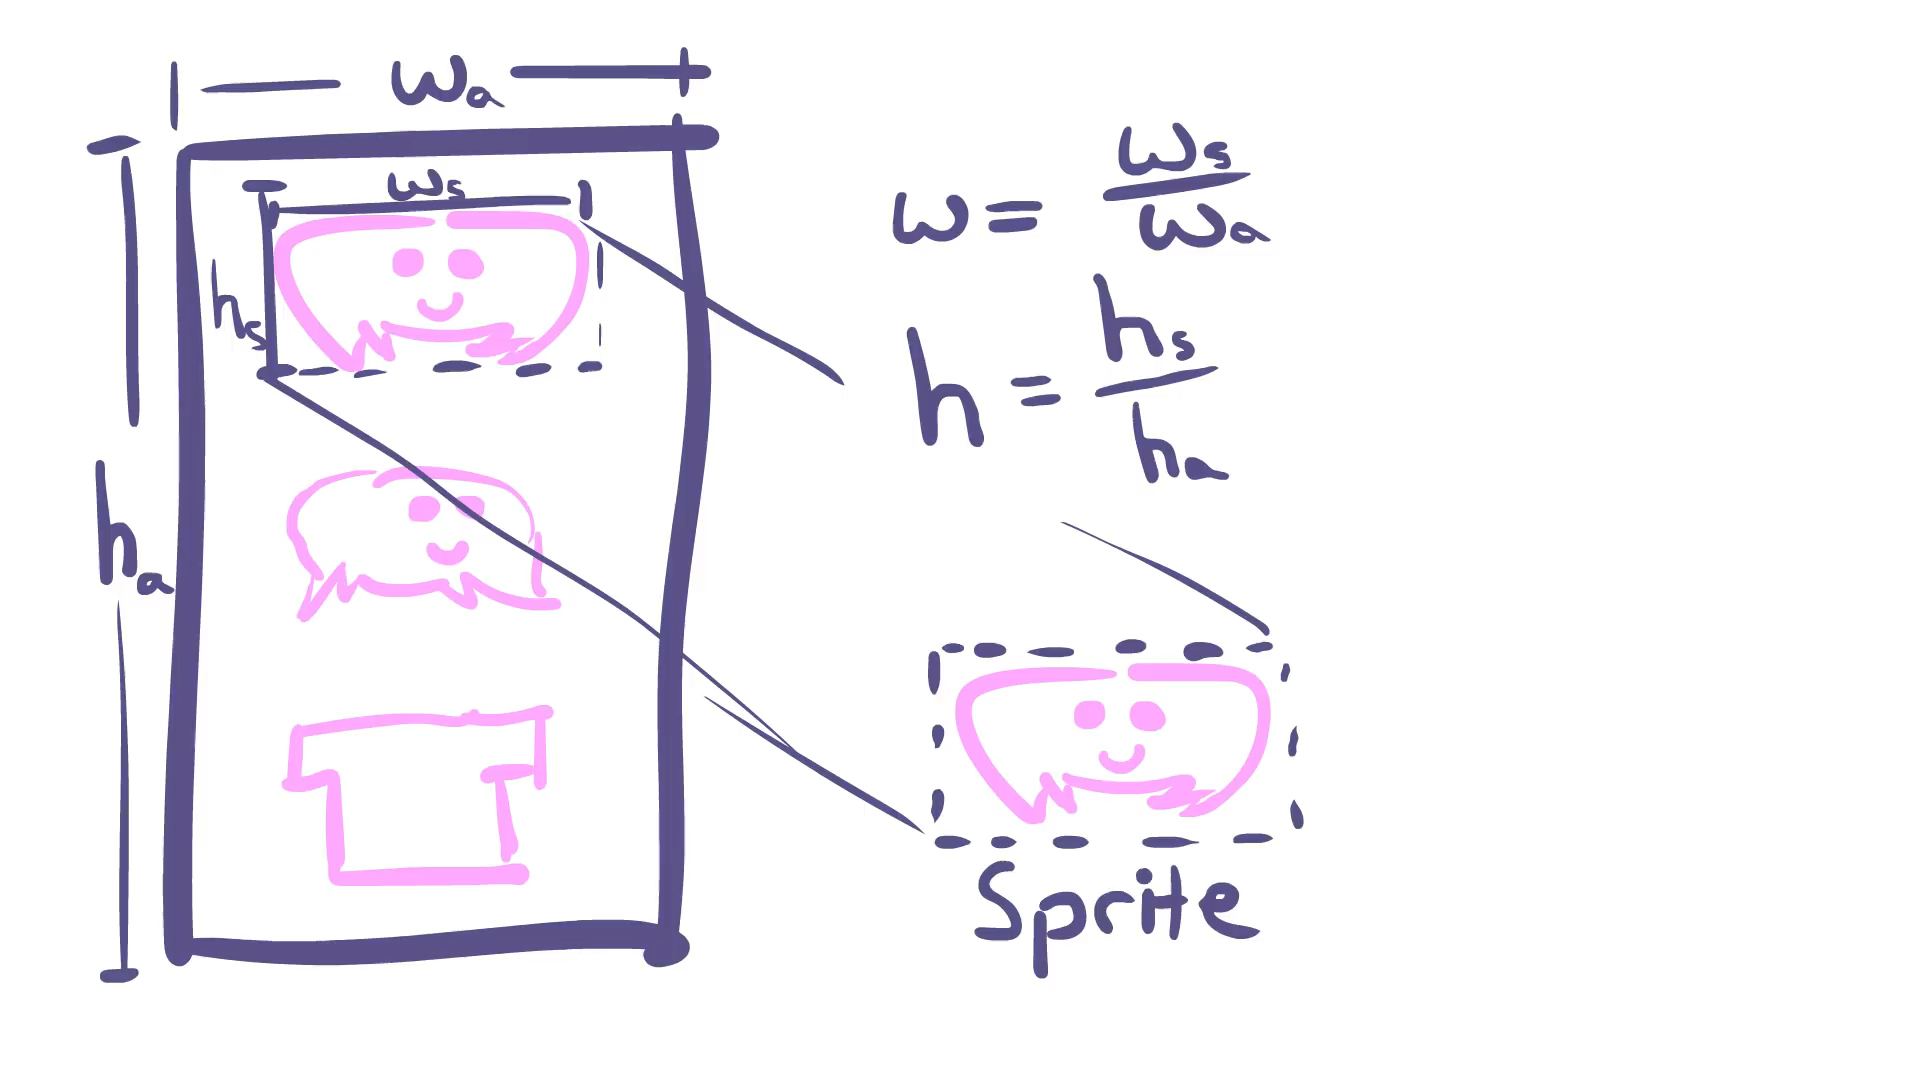 wa
ws
hs
ha
w = ws/wa
h = hs/ha
Sprite